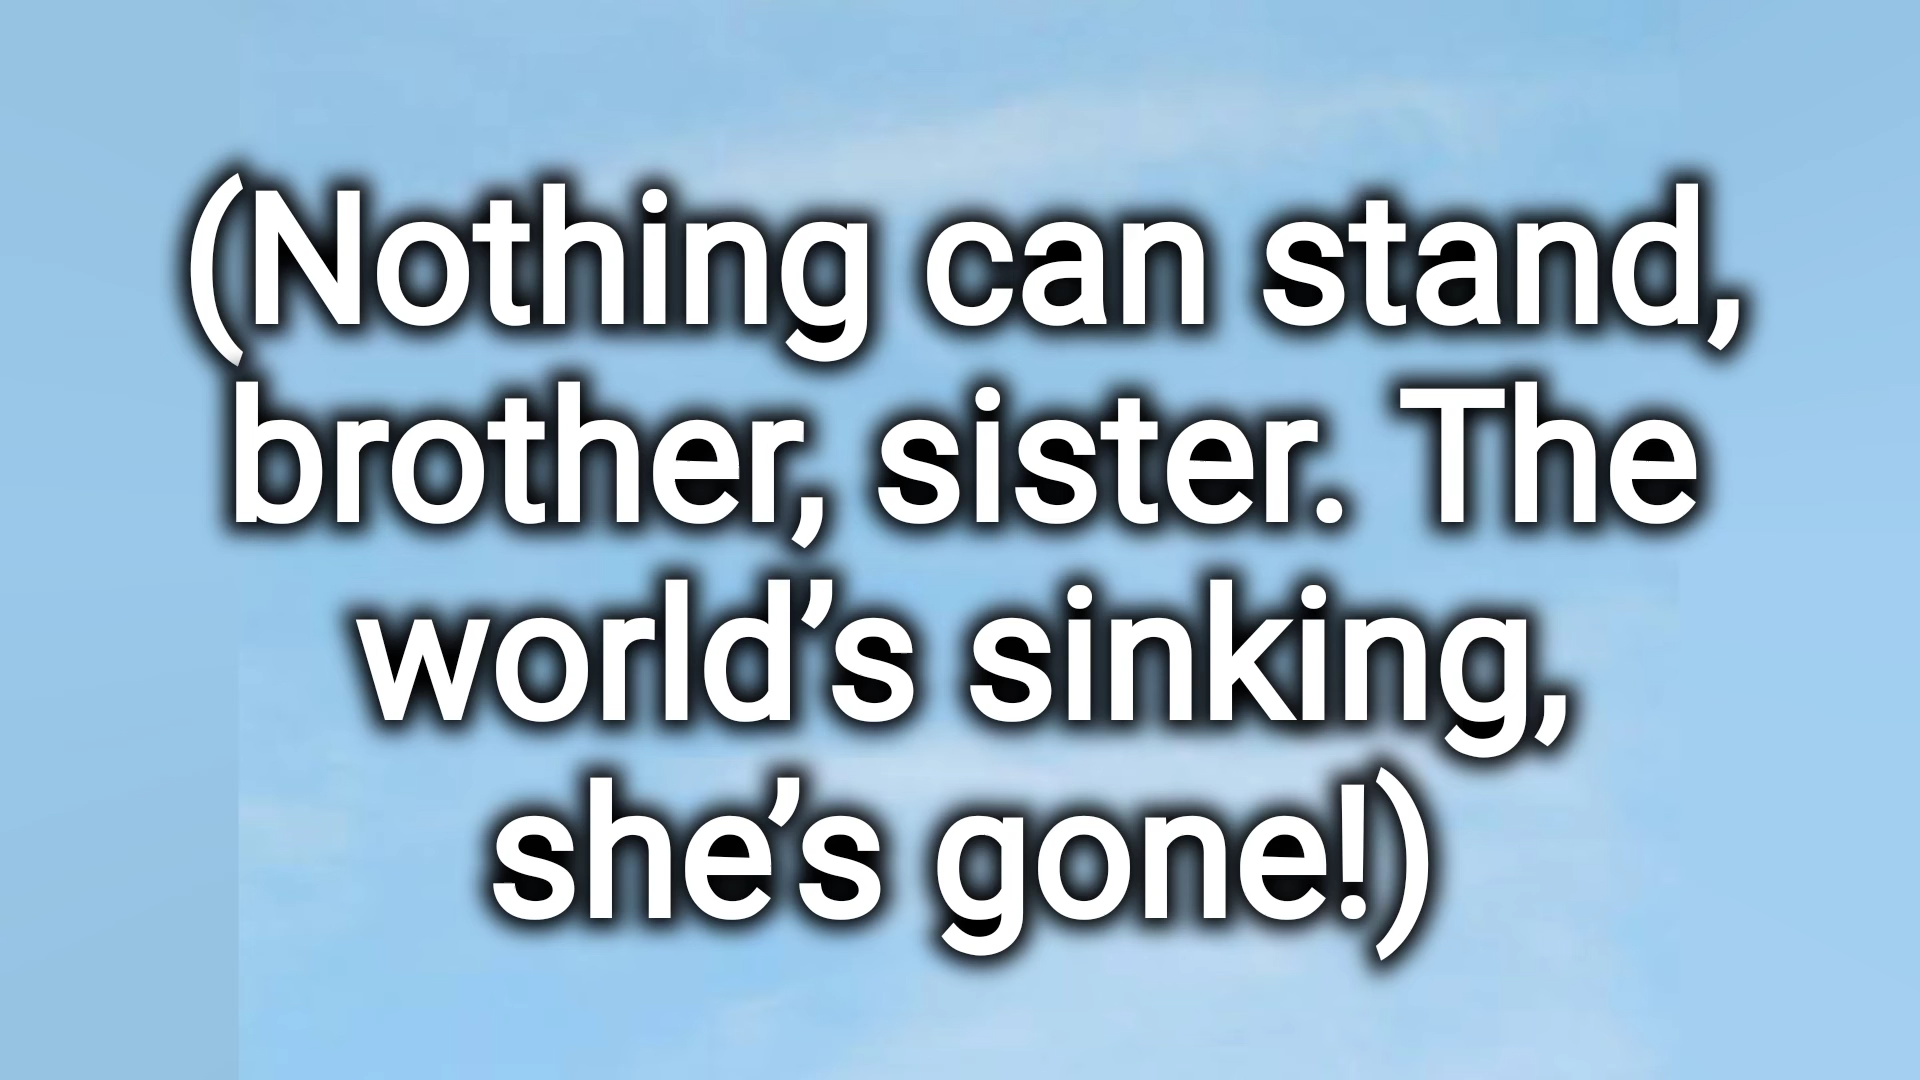 (Nothing can stand,
brother, sister. The
world’s sinking,
she’s gone!)